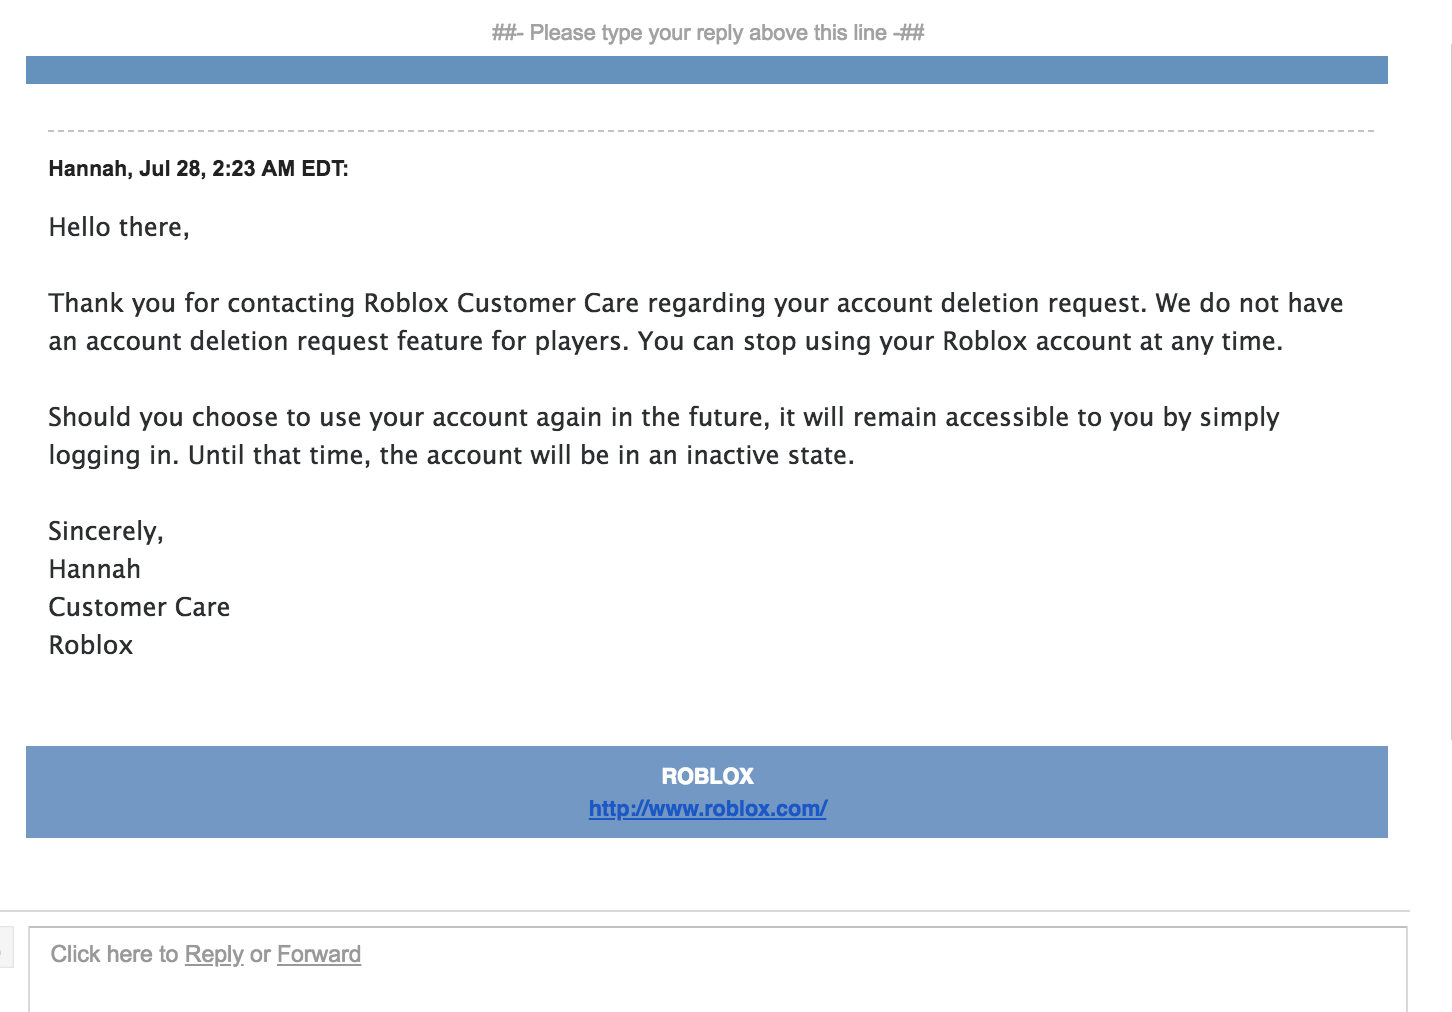 ##- Please type your reply above this line -##
Hannah, Jul 28, 2:23 AM EDT:
Hello there,
Thank you for contacting Roblox Customer Care regarding your account deletion request. We do not have
an account deletion request feature for players. You can stop using your Roblox account at any time.
Should you choose to use your account again in the future, it will remain accessible to you by simply
logging in. Until that time, the account will be in an inactive state.
Sincerely,
Hannah
Customer Care
Roblox
ROBLOX
http://www.roblox.com/
Click here to Reply or Forward